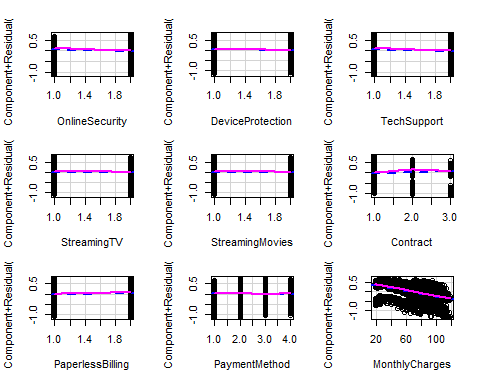 Component+Residual(
0.5
-1.0
1.0 1.4 1.8
OnlineSecurity
Component+Residual(
0.5
-1.0
1.0 1.4 1.8
DeviceProtection
Component+Residual(
0.5
-1.0
1.0 1.4 1.8
TechSupport
Component+Residual(
0.5
-1.0
1.0 1.4 1.8
StreamingTV
Component+Residual(
0.5
-1.0
1.0 1.4 1.8
StreamingMovies
Component+Residual(
0.5
-1.0
1.0 2.0 3.0
Contract
Component+Residual(
0.5
-1.0
1.0 1.4 1.8
PaperlessBilling
Component+Residual(
0.5
-1.0
1.0 2.0 3.0 4.0
PaymentMethod
Component+Residual(
0.5
-1.0
20 60 100
MonthlyCharges